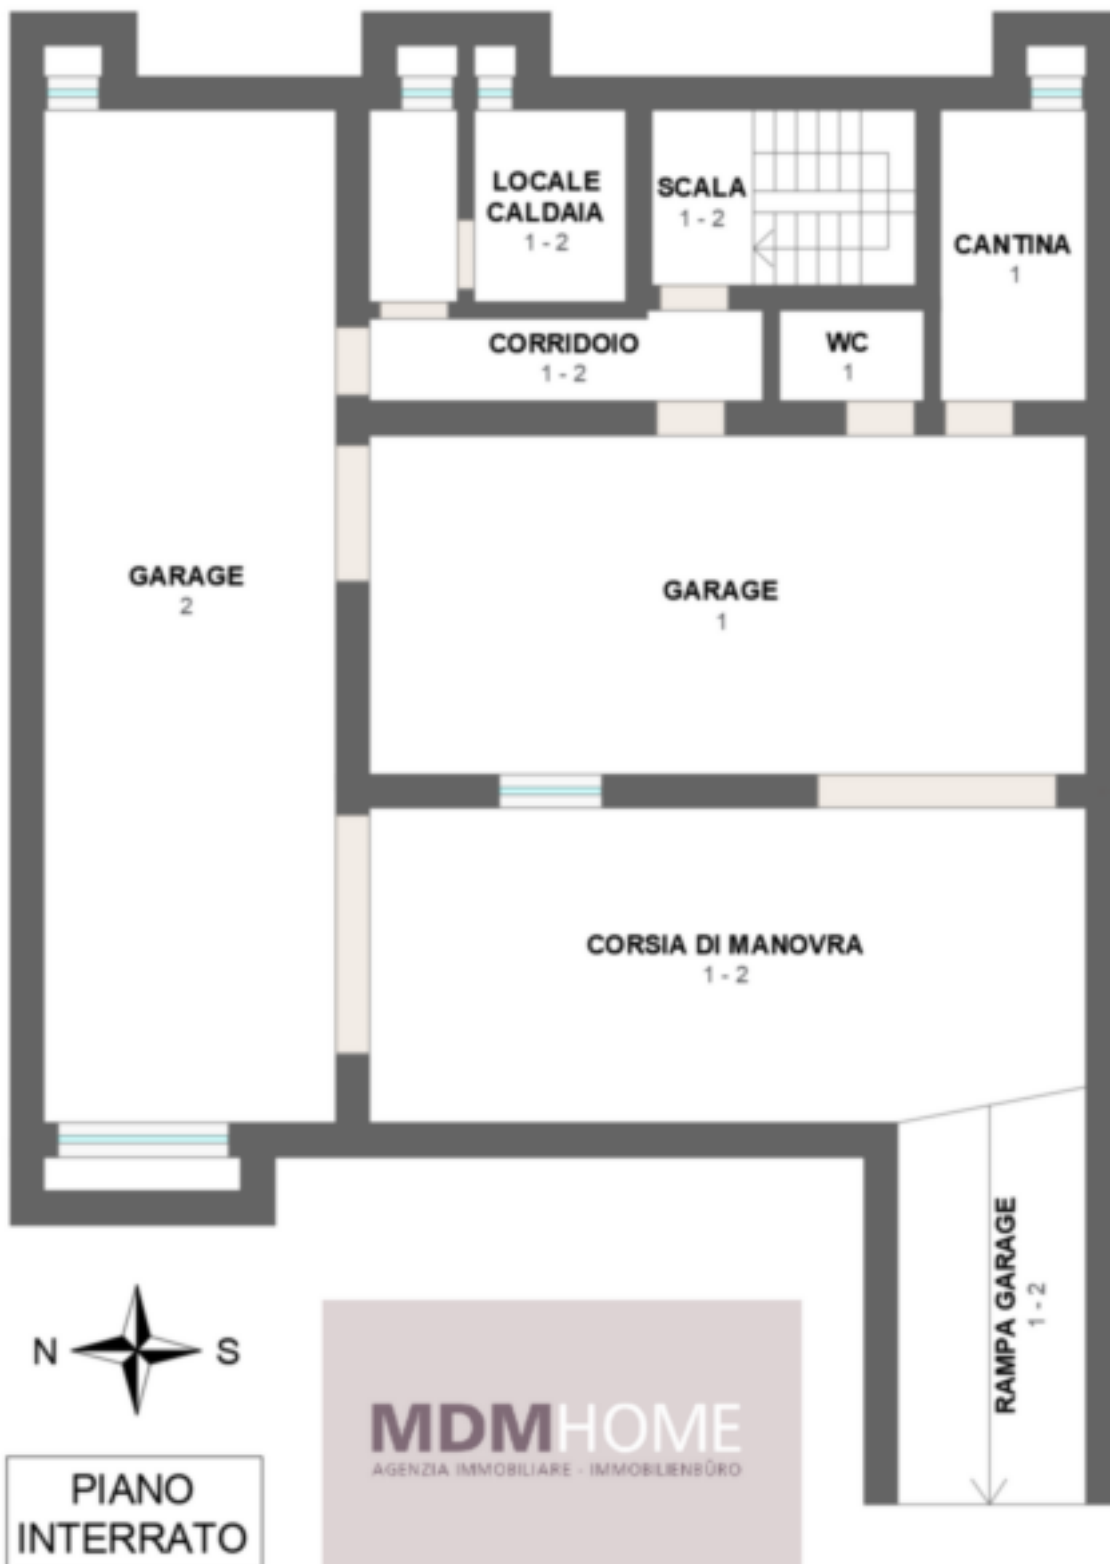 LOCALE
CALDAIA
1 - 2
SCALA
1 - 2
CANTINA
1
CORRIDOIO
1 - 2
WC
1
GARAGE
2
GARAGE
1
CORSIA DI MANOVRA
1 - 2
RAMPA GARAGE
1 - 2
N S
MDMHOME
AGENZIA IMMOBILIARE - IMMOBILIENBÜRO
PIANO
INTERRATO